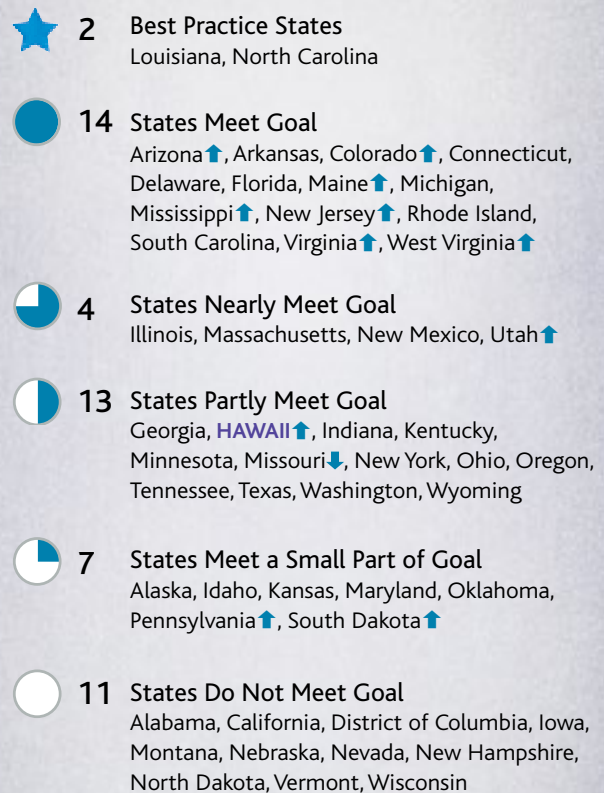 2 Best Practice States
Louisiana, North Carolina
14 States Meet Goal
Arizona⬆, Arkansas, Colorado⬆, Connecticut,
Delaware, Florida, Maine⬆, Michigan,
Mississippi⬆, New Jersey⬆, Rhode Island,
South Carolina, Virginia⬆, West Virginia⬆
4 States Nearly Meet Goal
Illinois, Massachusetts, New Mexico, Utah⬆
13 States Partly Meet Goal
Georgia, HAWAII⬆, Indiana, Kentucky,
Minnesota, Missouri⬇, New York, Ohio, Oregon,
Tennessee, Texas, Washington, Wyoming
7 States Meet a Small Part of Goal
Alaska, Idaho, Kansas, Maryland, Oklahoma,
Pennsylvania⬆, South Dakota⬆
11 States Do Not Meet Goal
Alabama, California, District of Columbia, Iowa,
Montana, Nebraska, Nevada, New Hampshire,
North Dakota, Vermont, Wisconsin